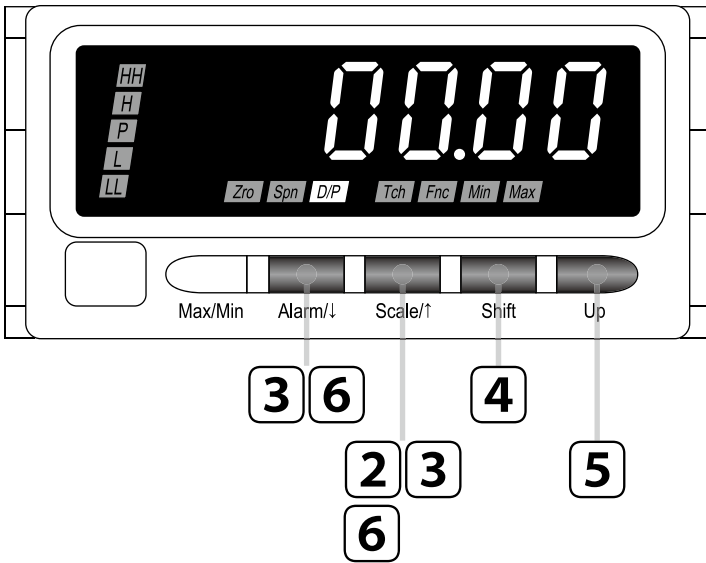 HH
H
P
L
LL
00.00
Zro Spn D/P Tch Fnc Min Max
Max/Min Alarm/↓ Scale/↑ Shift Up
3 6 4
2 3 5
6